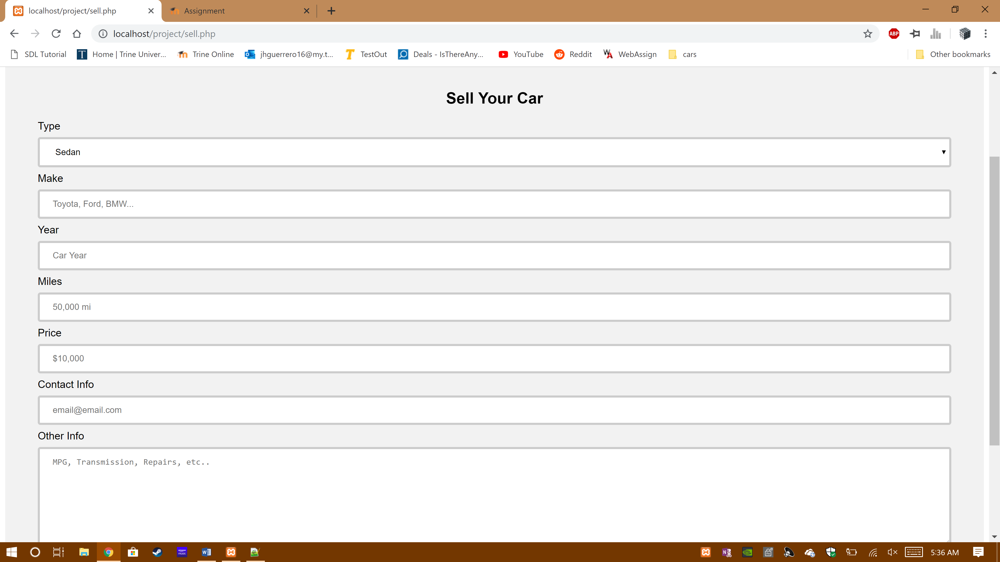 localhost/project/sell.php
Assignment
localhost/project/sell.php
ABP
SDL Tutorial
T
Home | Trine Univer...
Trine Online
jhguerrero16@my.t...
TestOut
Deals - IsThereAny...
YouTube
Reddit
WebAssign
cars
Other bookmarks
Sell Your Car
Type
Sedan
Make
Toyota, Ford, BMW...
Year
Car Year
Miles
50,000 mi
Price
$10,000
Contact Info
email@email.com
Other Info
MPG, Transmission, Repairs, etc..
amazon music
5:36 AM